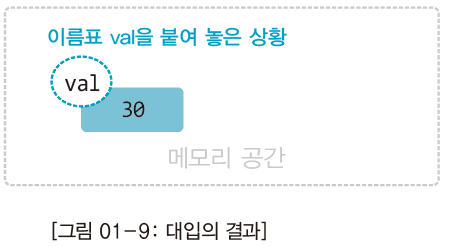 이름표 val을 붙여 놓은 상황
val
30
메모리 공간
[그림 01-9: 대입의 결과]